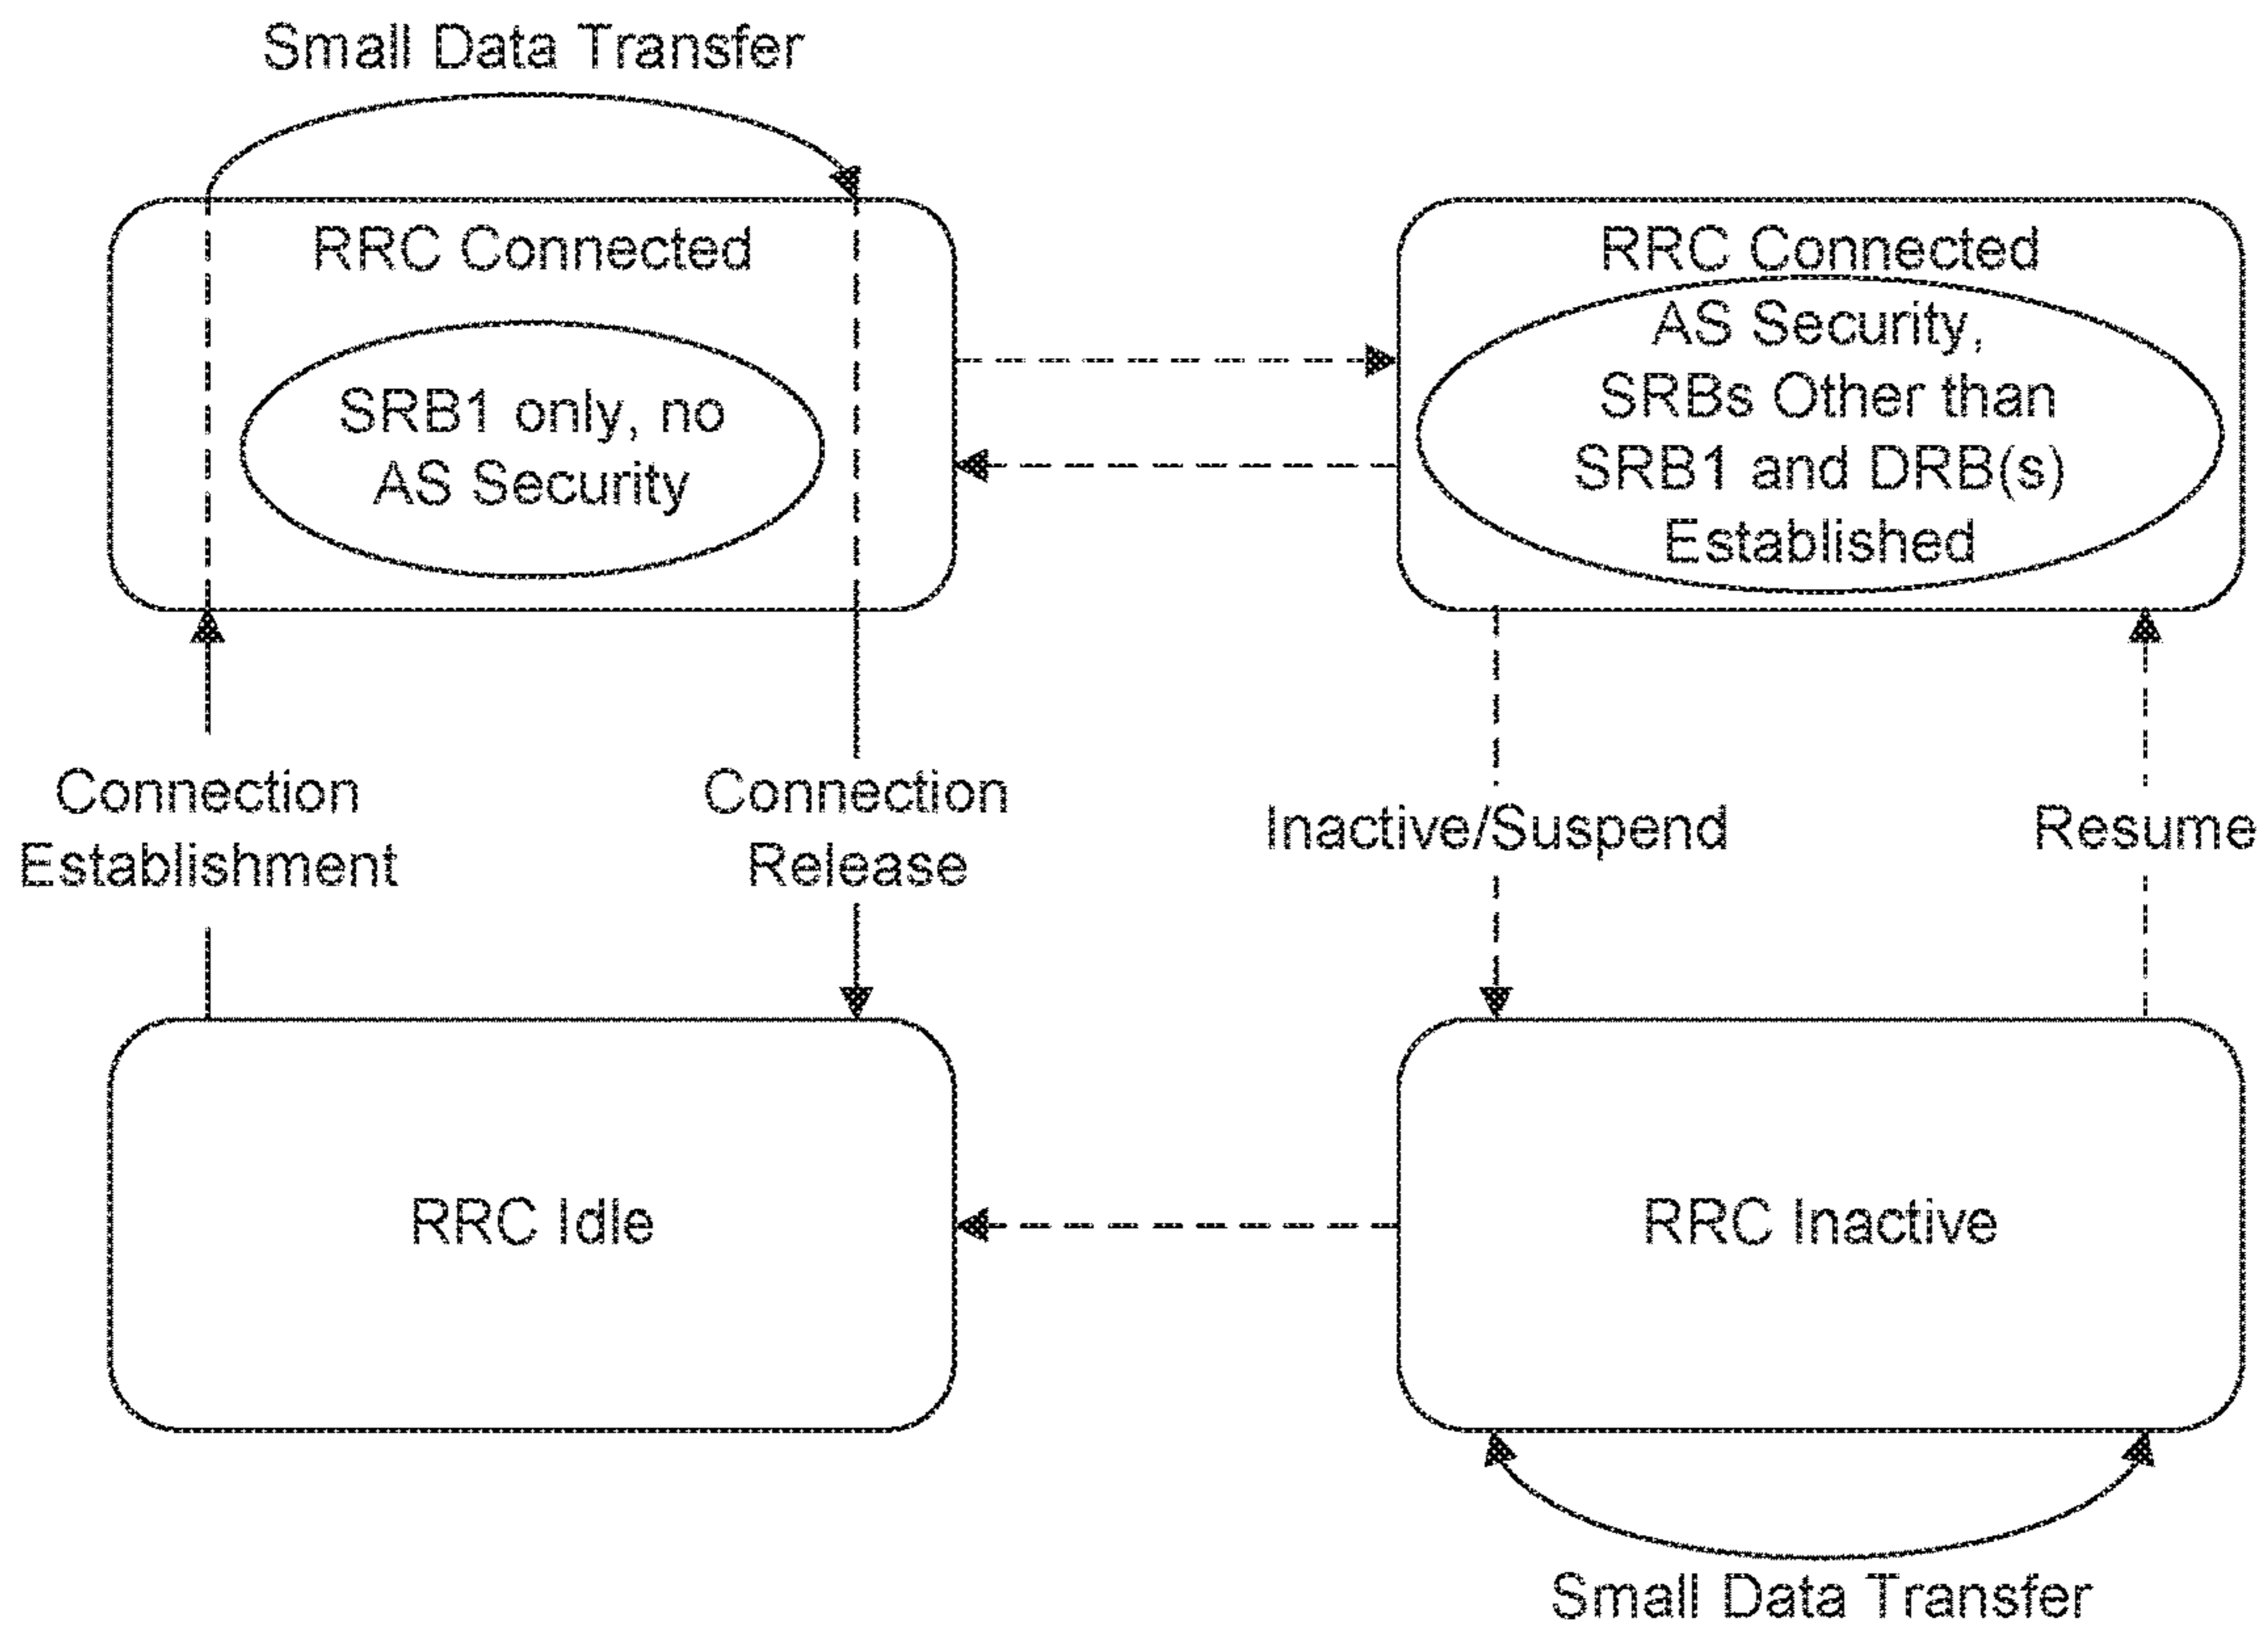 Small Data Transfer
RRC Connected
SRB1 only, no
AS Security
RRC Connected
AS Security,
SRBs Other than
SRB1 and DRB(s)
Established
Connection
Establishment
Connection
Release
Inactive/Suspend
Resume
RRC Idle
RRC Inactive
Small Data Transfer